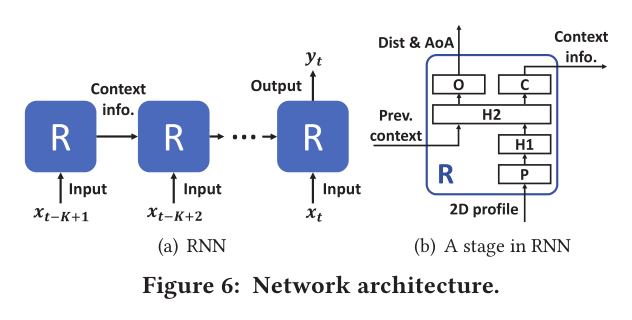 Context
info.
R
R
R
Output
y_t
Input
Input
Input
x_{t-K+1}
x_{t-K+2}
x_t
(a) RNN
Dist & AoA
Context
info.
O
C
H2
Prev.
context
H1
R
P
2D profile
(b) A stage in RNN
Figure 6: Network architecture.